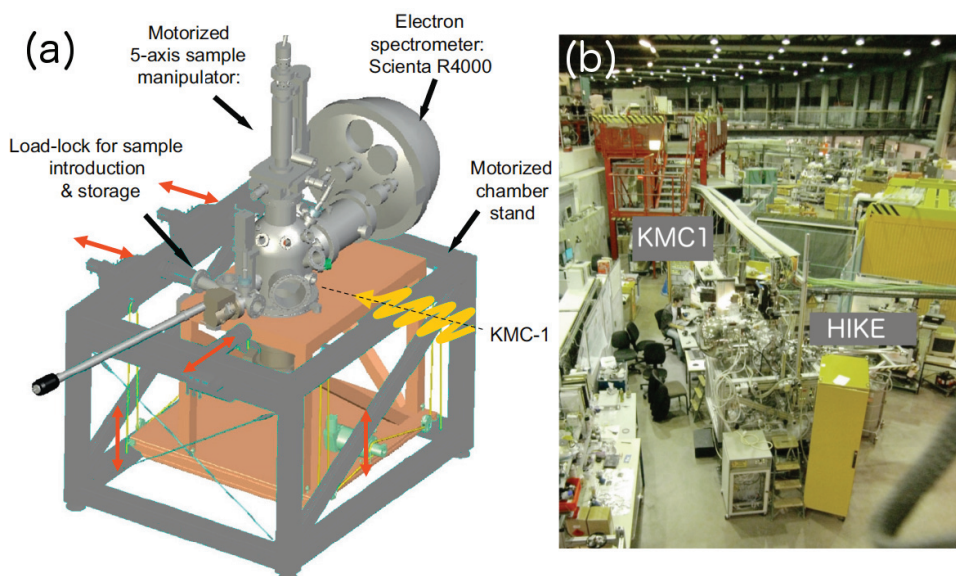 (a)
Motorized
5-axis sample
manipulator:
Electron
spectrometer:
Scienta R4000
Load-lock for sample
introduction
& storage
Motorized
chamber
stand
KMC-1
(b)
KMC1
HIKE